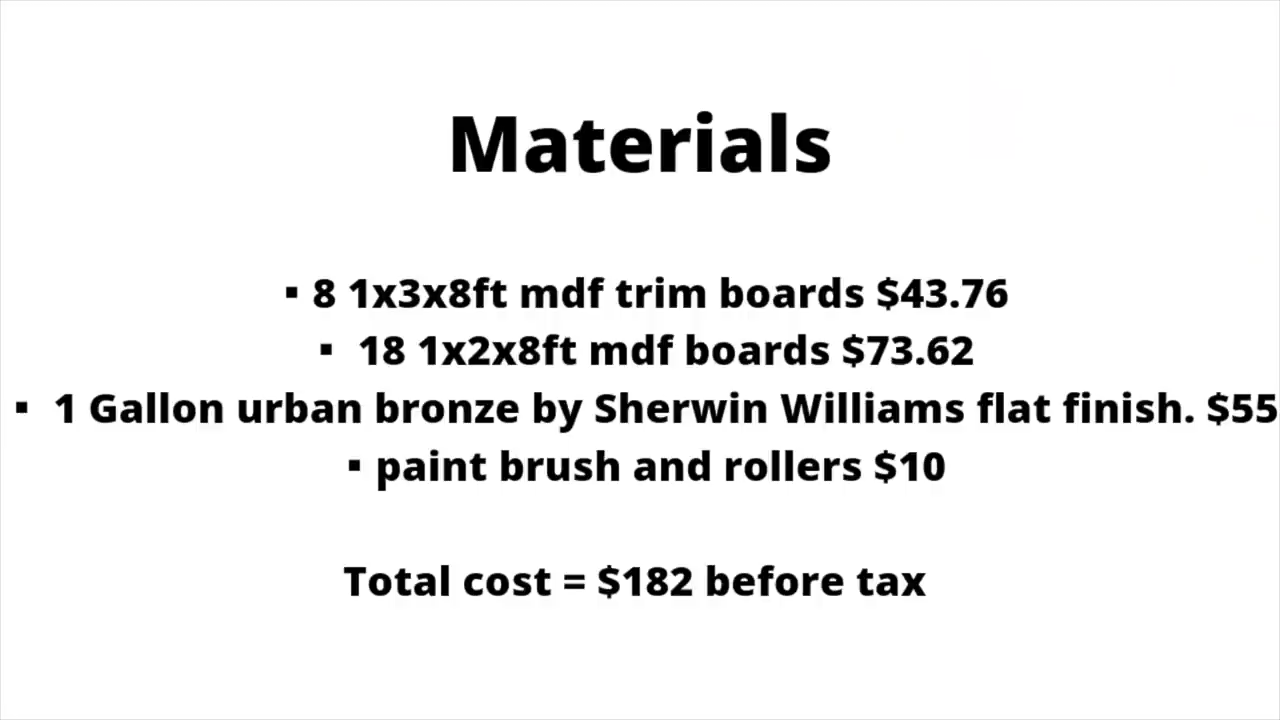 Materials
▪ 8 1x3x8ft mdf trim boards $43.76
▪ 18 1x2x8ft mdf boards $73.62
▪ 1 Gallon urban bronze by Sherwin Williams flat finish. $55
▪ paint brush and rollers $10
Total cost = $182 before tax